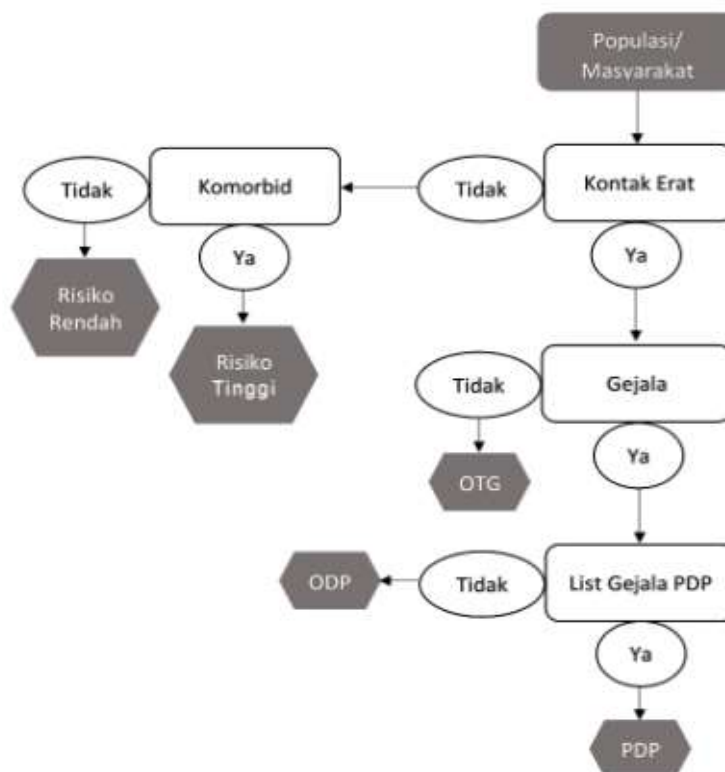 Populasi/
Masyarakat
Tidak
Komorbid
Tidak
Kontak Erat
Ya
Ya
Risiko
Rendah
Risiko
Tinggi
Tidak
Gejala
Ya
OTG
ODP
Tidak
List Gejala PDP
Ya
PDP